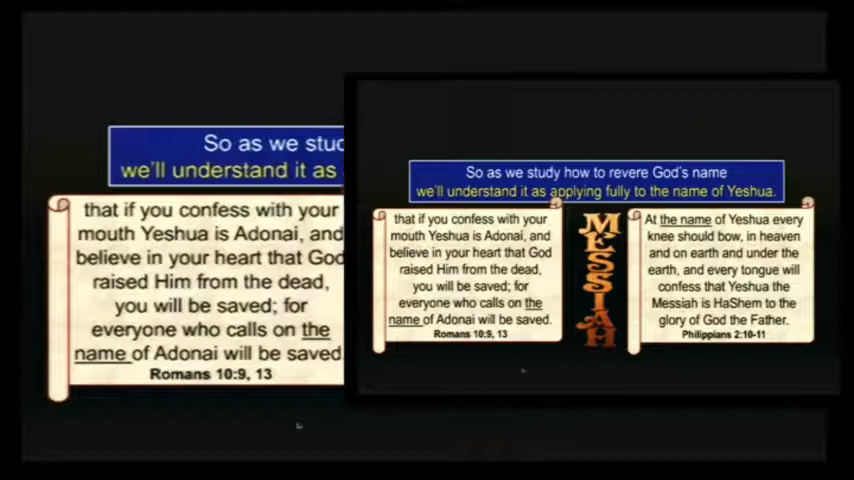 So as we stud
we'll understand it as
that if you confess with your
mouth Yeshua is Adonai, and
believe in your heart that God
raised Him from the dead,
you will be saved; for
everyone who calls on the
name of Adonai will be saved
Romans 10:9, 13
So as we study how to revere God's name
we'll understand it as applying fully to the name of Yeshua.
that if you confess with your
mouth Yeshua is Adonai, and
believe in your heart that God
raised Him from the dead,
you will be saved; for
everyone who calls on the
name of Adonai will be saved.
Romans 10:9, 13
MESSIAH
At the name of Yeshua every
knee should bow, in heaven
and on earth and under the
earth, and every tongue will
confess that Yeshua the
Messiah is HaShem to the
glory of God the Father.
Philippians 2:10-11